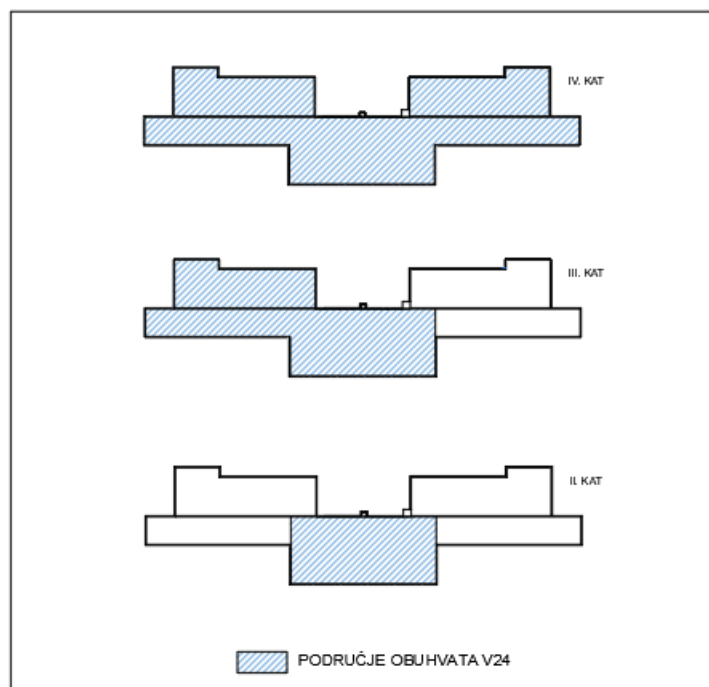 IV. KAT
III. KAT
II. KAT
PODRUČJE OBUHVATA V24